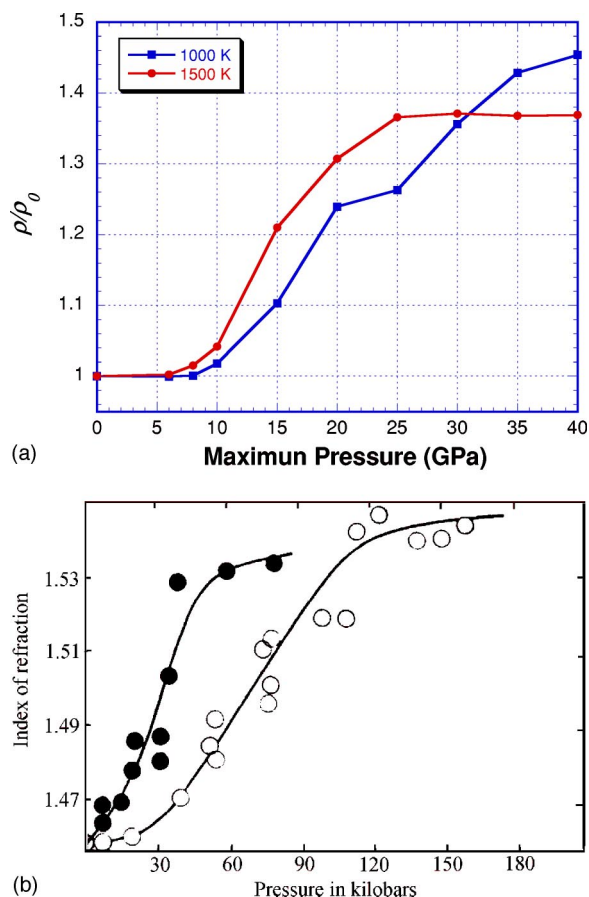 1.5
1000 K
1500 K
1.4
1.3
ρ/ρ0
1.2
1.1
1
0 5 10 15 20 25 30 35 40
(a) Maximun Pressure (GPa)
1.53
1.51
Index of refraction
1.49
1.47
30 60 90 120 150 180
(b) Pressure in kilobars